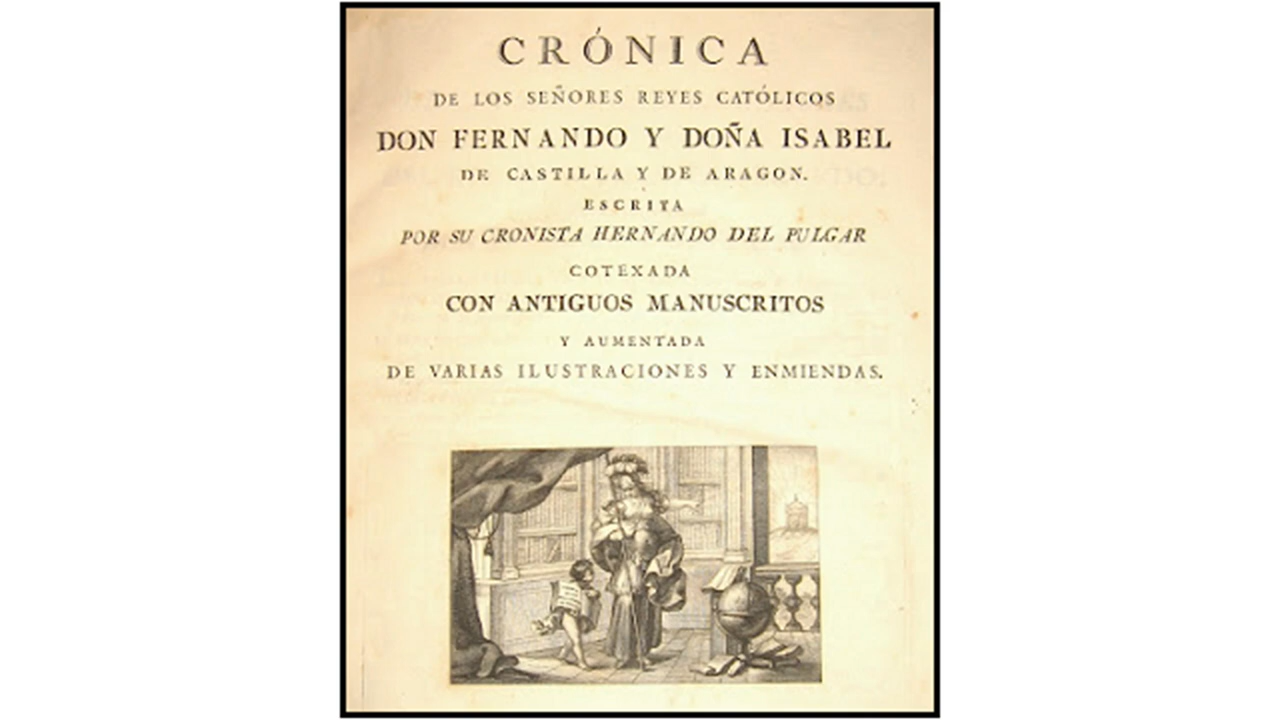 CRÓNICA
DE LOS SEÑORES REYES CATÓLICOS
DON FERNANDO Y DOÑA ISABEL
DE CASTILLA Y DE ARAGON.
ESCRITA
POR SU CRONISTA HERNANDO DEL PULGAR
COTEXADA
CON ANTIGUOS MANUSCRITOS
Y AUMENTADA
DE VARIAS ILUSTRACIONES Y ENMIENDAS.